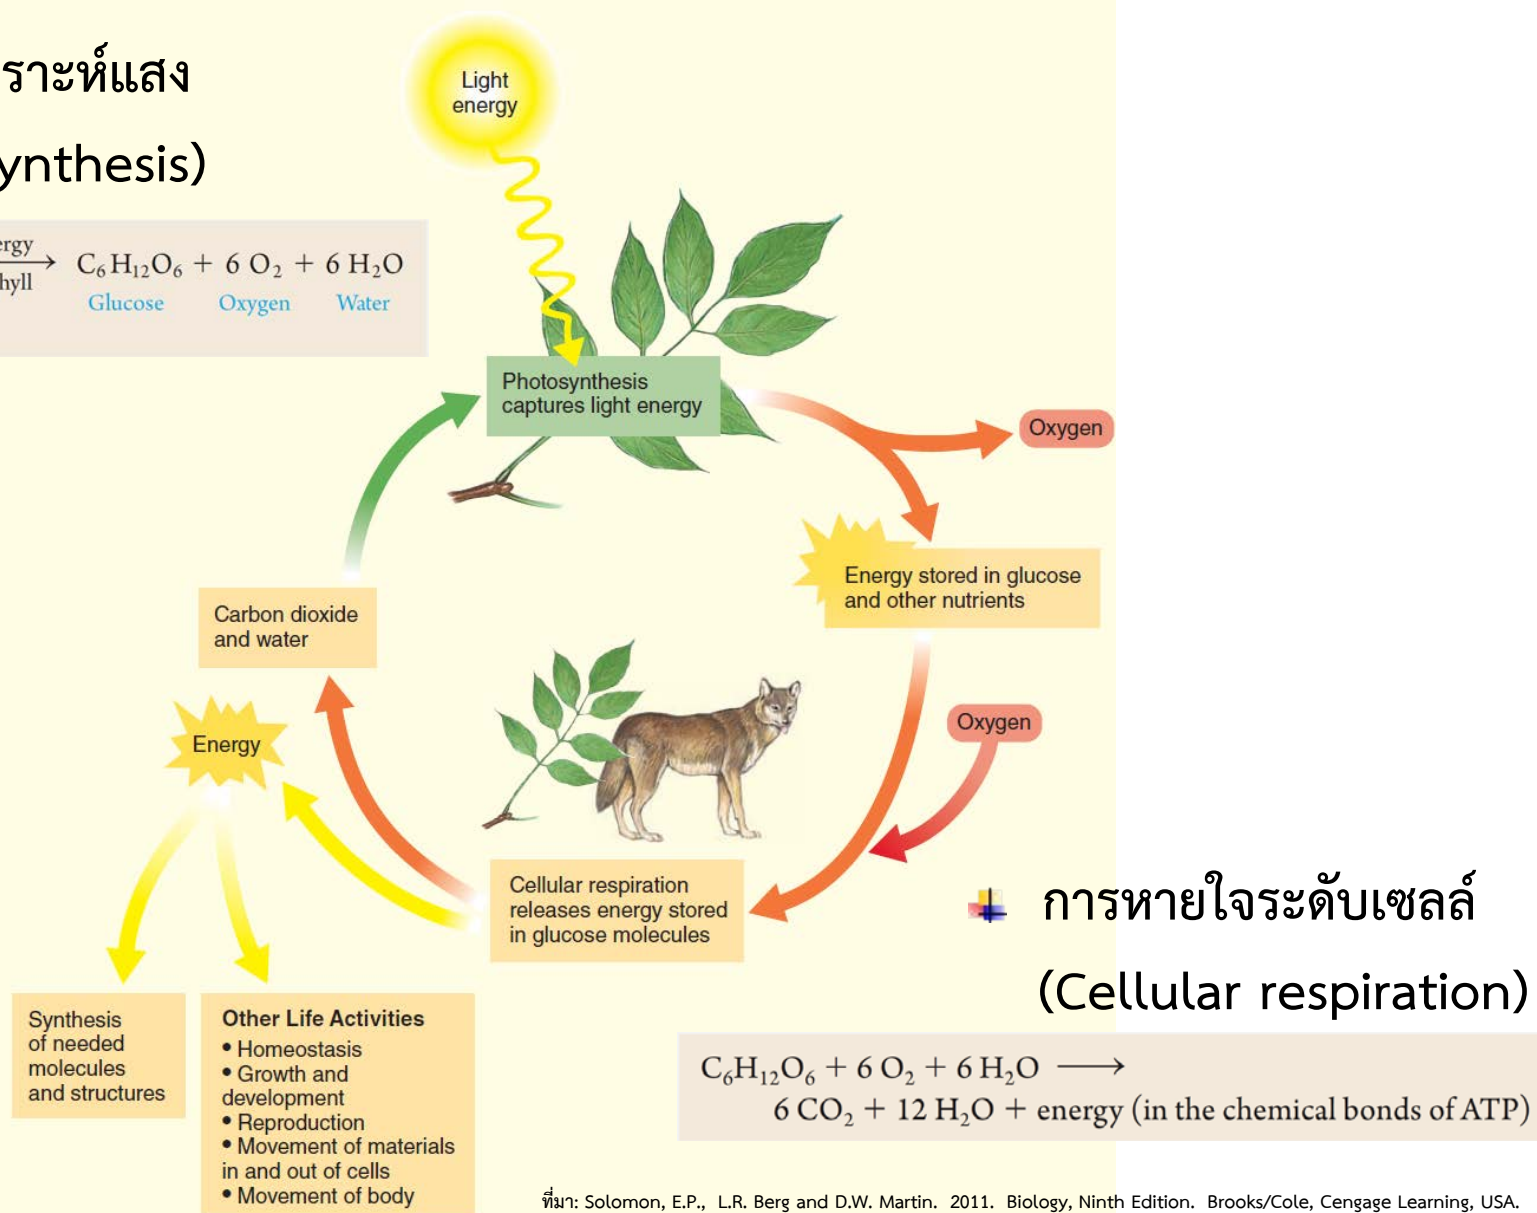 ราะห์แสง
ynthesis)
ergy
hyll
⟶ C₆H₁₂O₆ + 6 O₂ + 6 H₂O
Glucose Oxygen Water
Light
energy
Photosynthesis
captures light energy
Oxygen
Energy stored in glucose
and other nutrients
Carbon dioxide
and water
Energy
Oxygen
Cellular respiration
releases energy stored
in glucose molecules
การหายใจระดับเซลล์
(Cellular respiration)
Synthesis
of needed
molecules
and structures
Other Life Activities
• Homeostasis
• Growth and
development
• Reproduction
• Movement of materials
in and out of cells
• Movement of body
C₆H₁₂O₆ + 6 O₂ + 6 H₂O ⟶
6 CO₂ + 12 H₂O + energy (in the chemical bonds of ATP)
ที่มา: Solomon, E.P., L.R. Berg and D.W. Martin. 2011. Biology, Ninth Edition. Brooks/Cole, Cengage Learning, USA.